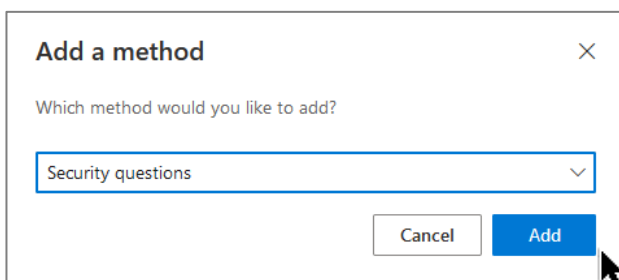 Add a method
Which method would you like to add?
Security questions
Cancel
Add